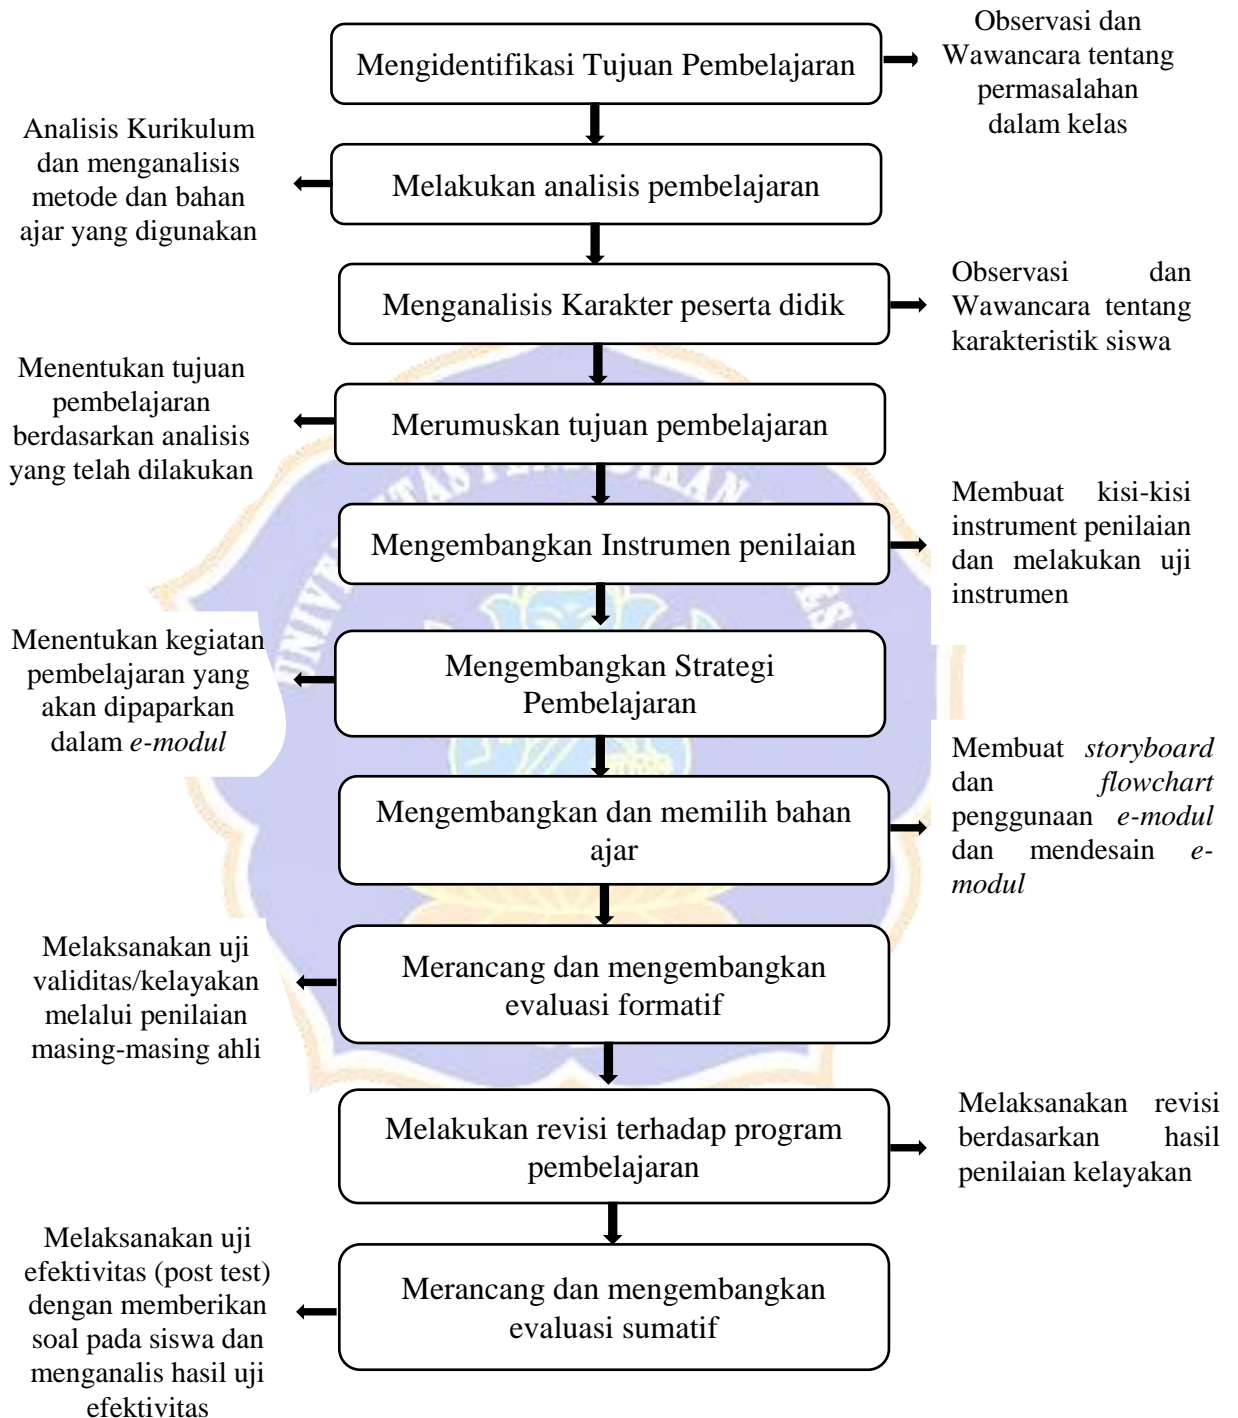 Mengidentifikasi Tujuan Pembelajaran
Observasi dan
Wawancara tentang
permasalahan
dalam kelas
Analisis Kurikulum
dan menganalisis
metode dan bahan
ajar yang digunakan
Melakukan analisis pembelajaran
Menganalisis Karakter peserta didik
Observasi dan
Wawancara tentang
karakteristik siswa
Menentukan tujuan
pembelajaran
berdasarkan analisis
yang telah dilakukan
Merumuskan tujuan pembelajaran
Mengembangkan Instrumen penilaian
Membuat kisi-kisi
instrument penilaian
dan melakukan uji
instrumen
Menentukan kegiatan
pembelajaran yang
akan dipaparkan
dalam e-modul
Mengembangkan Strategi
Pembelajaran
Mengembangkan dan memilih bahan
ajar
Membuat storyboard
dan flowchart
penggunaan e-modul
dan mendesain e-
modul
Melaksanakan uji
validitas/kelayakan
melalui penilaian
masing-masing ahli
Merancang dan mengembangkan
evaluasi formatif
Melakukan revisi terhadap program
pembelajaran
Melaksanakan revisi
berdasarkan hasil
penilaian kelayakan
Melaksanakan uji
efektivitas (post test)
dengan memberikan
soal pada siswa dan
menganalis hasil uji
efektivitas
Merancang dan mengembangkan
evaluasi sumatif